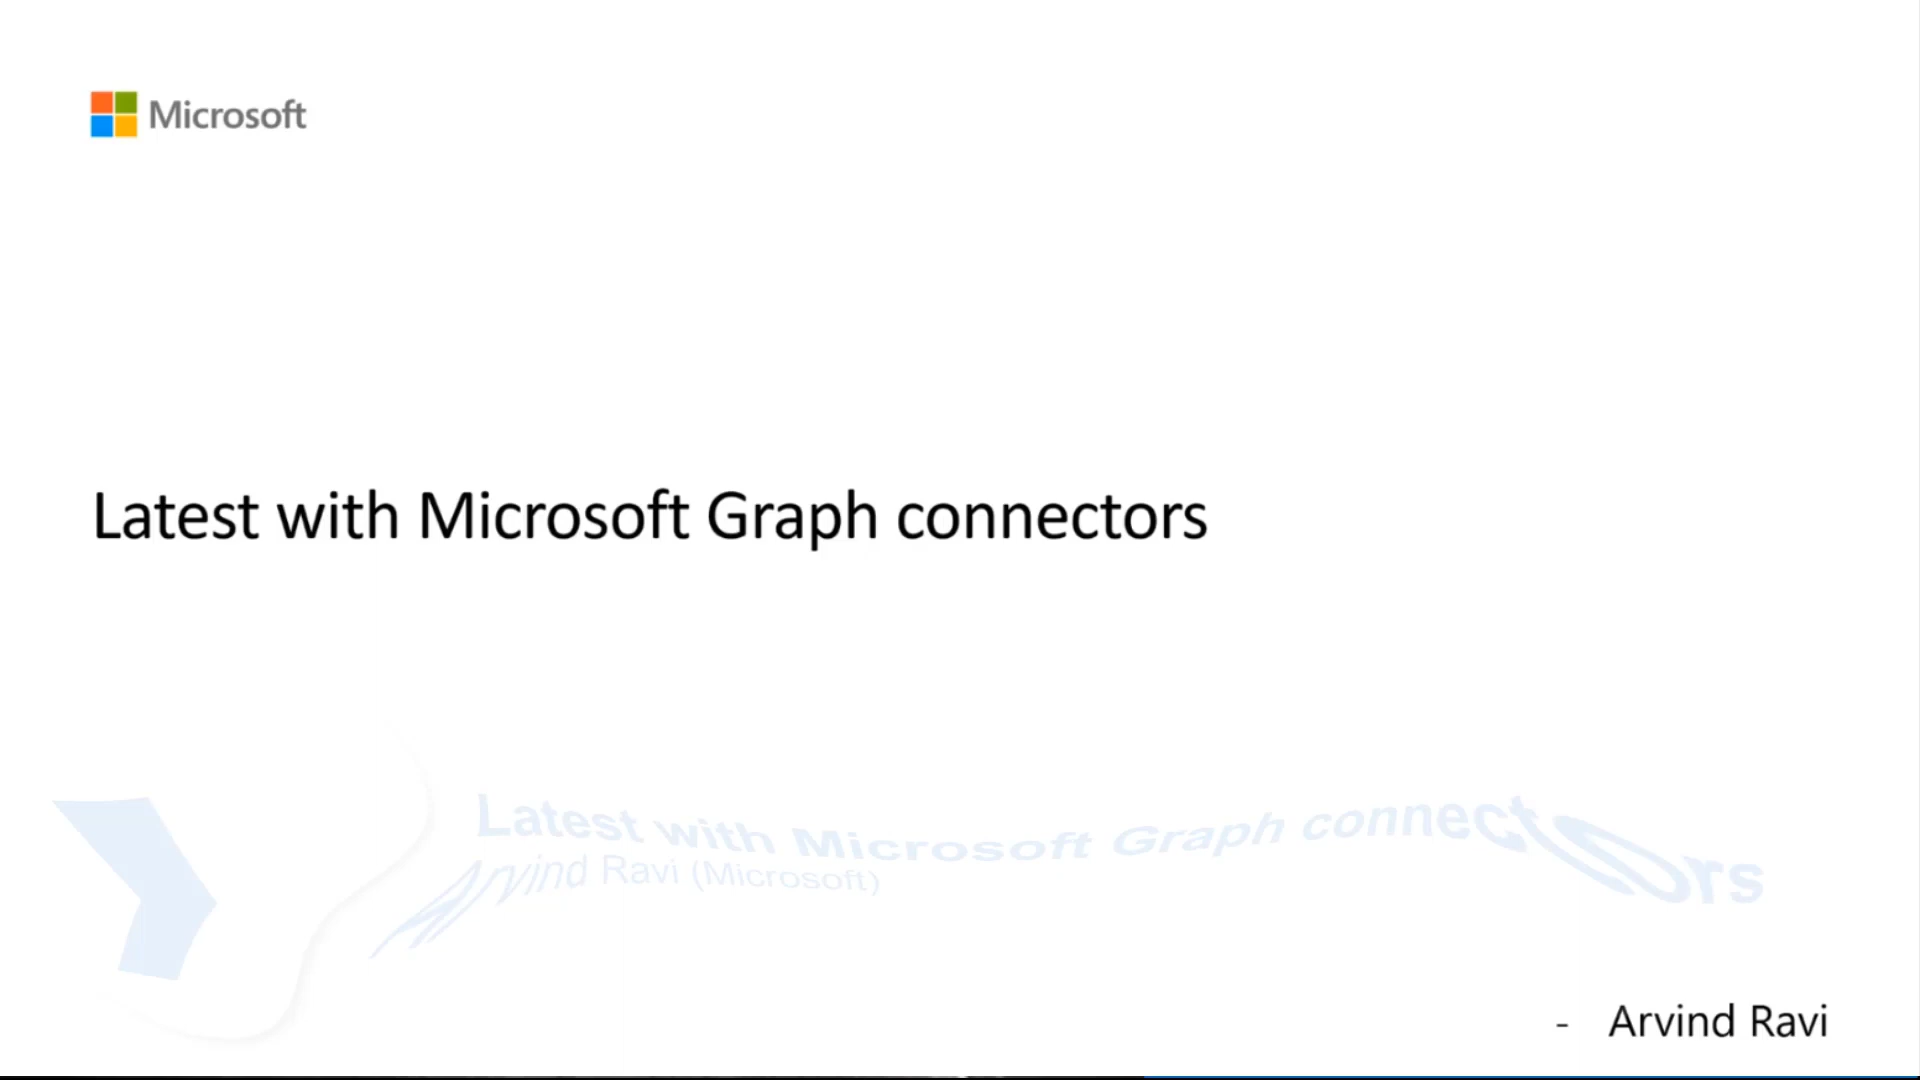 Microsoft
Latest with Microsoft Graph connectors
Latest with Microsoft Graph connectors
Arvind Ravi (Microsoft)
- Arvind Ravi